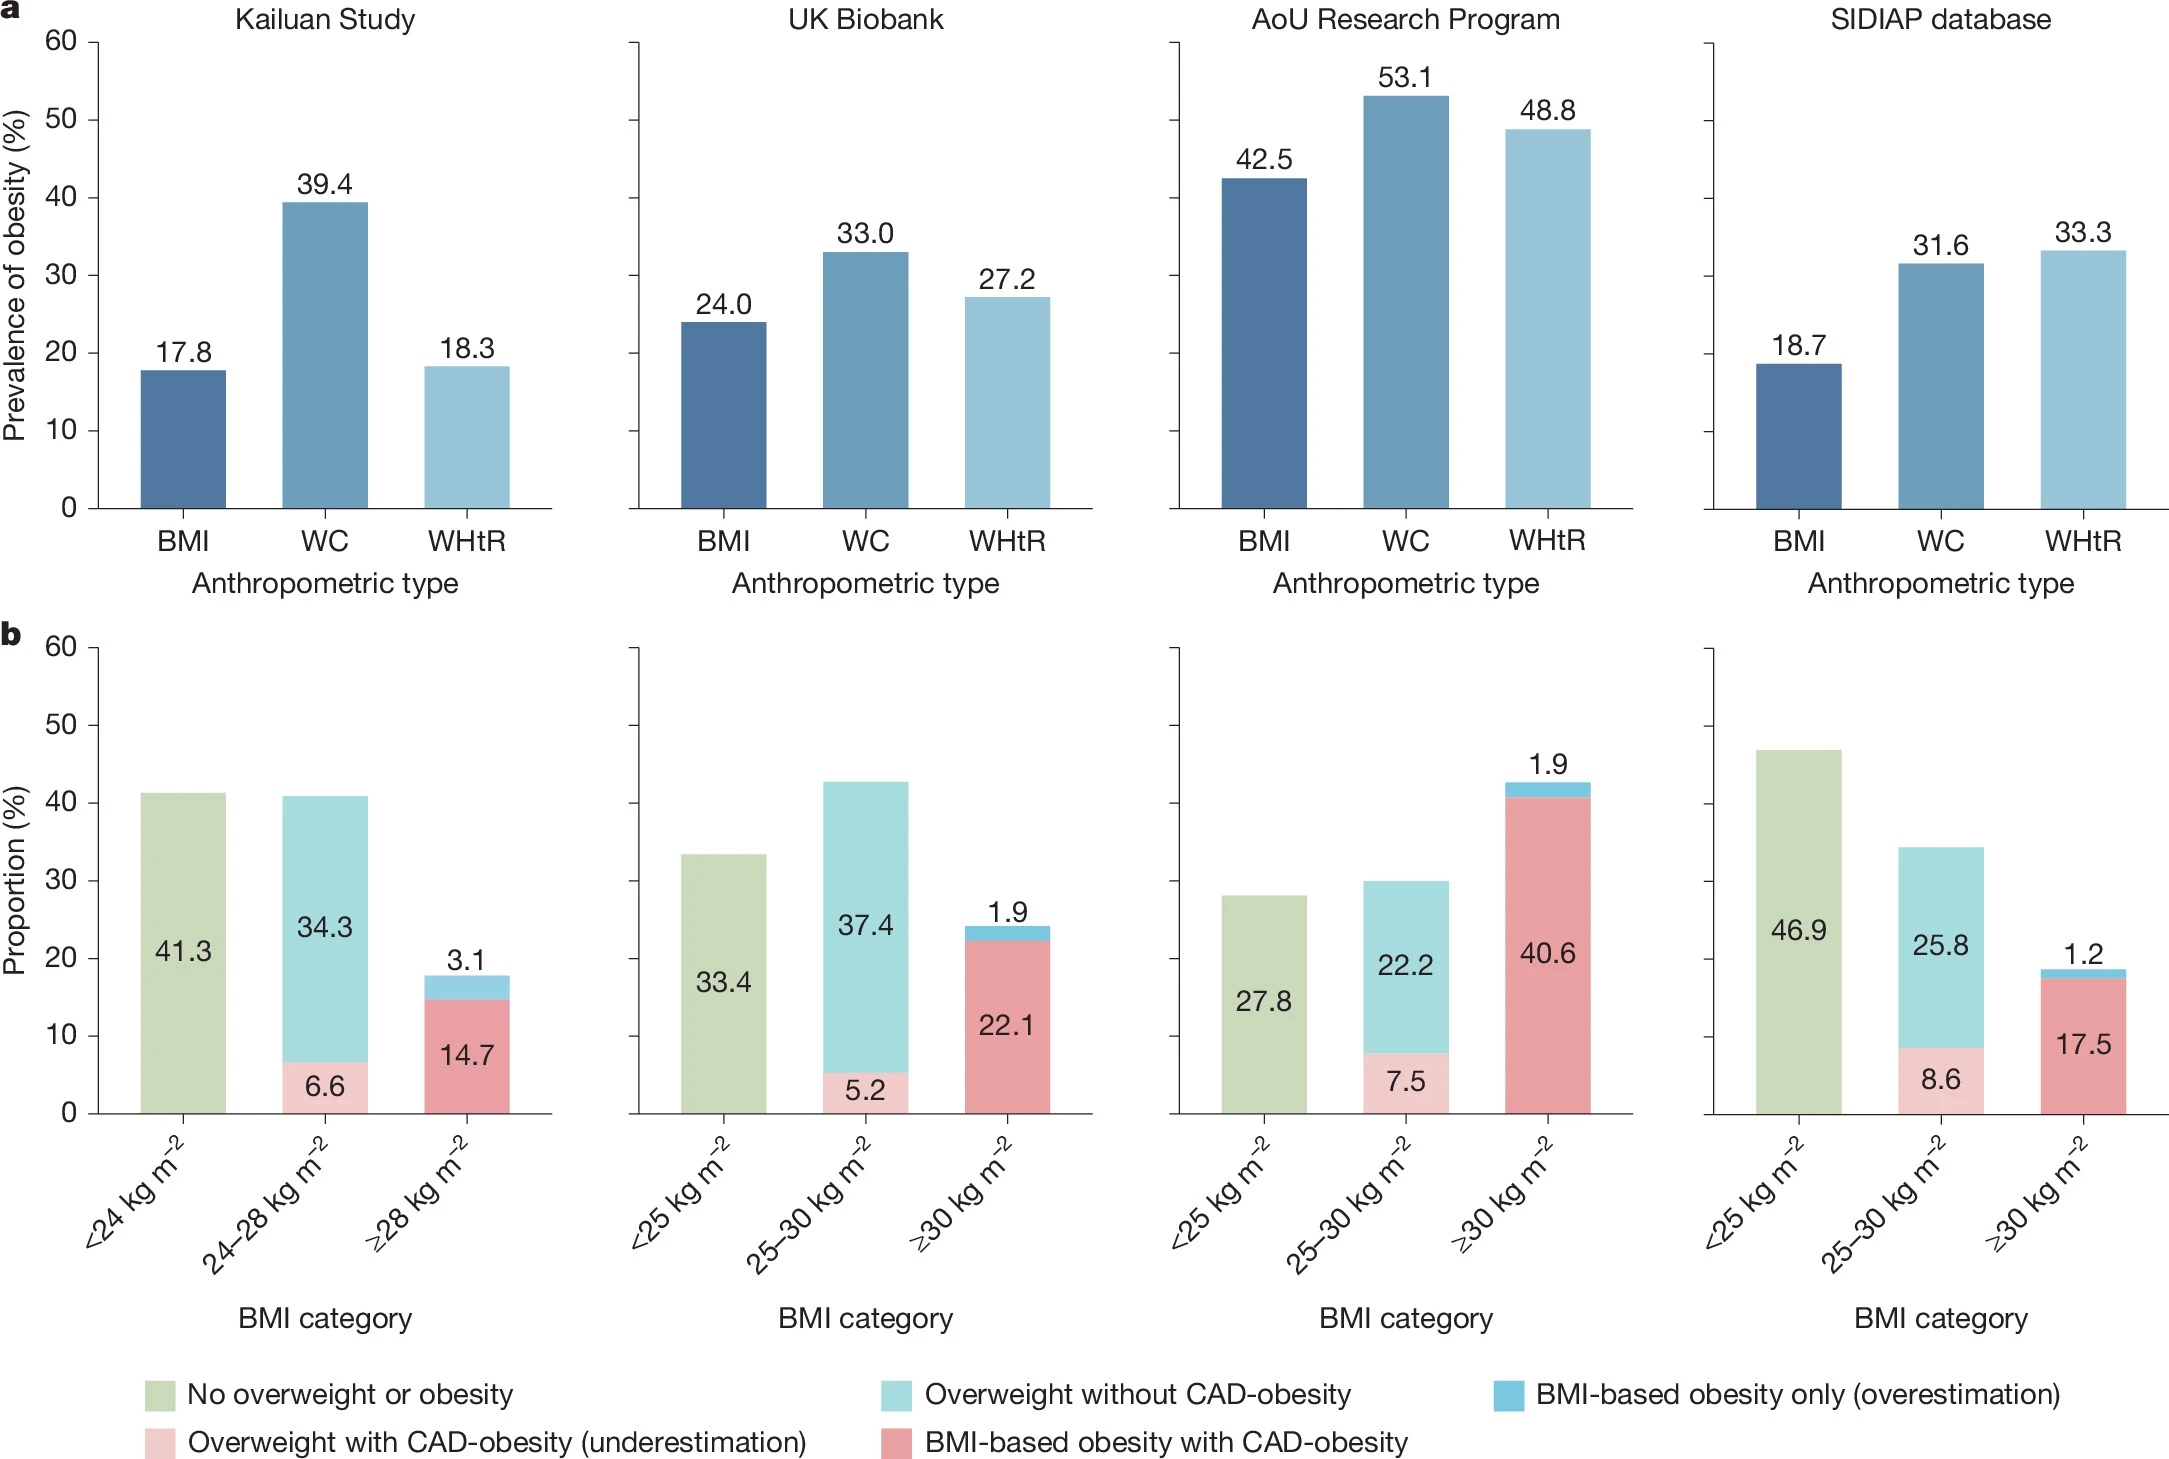 a
Kailuan Study
UK Biobank
AoU Research Program
SIDIAP database
Prevalence of obesity (%)
60
50
40
30
20
10
0
17.8
39.4
18.3
BMI
WC
WHtR
Anthropometric type
24.0
33.0
27.2
BMI
WC
WHtR
Anthropometric type
42.5
53.1
48.8
BMI
WC
WHtR
Anthropometric type
18.7
31.6
33.3
BMI
WC
WHtR
Anthropometric type
b
Proportion (%)
60
50
40
30
20
10
0
41.3
34.3
6.6
3.1
14.7
<24 kg m⁻²
24–28 kg m⁻²
≥28 kg m⁻²
BMI category
33.4
37.4
5.2
1.9
22.1
<25 kg m⁻²
25–30 kg m⁻²
≥30 kg m⁻²
BMI category
27.8
22.2
7.5
1.9
40.6
<25 kg m⁻²
25–30 kg m⁻²
≥30 kg m⁻²
BMI category
46.9
25.8
8.6
1.2
17.5
<25 kg m⁻²
25–30 kg m⁻²
≥30 kg m⁻²
BMI category
No overweight or obesity
Overweight without CAD-obesity
BMI-based obesity only (overestimation)
Overweight with CAD-obesity (underestimation)
BMI-based obesity with CAD-obesity